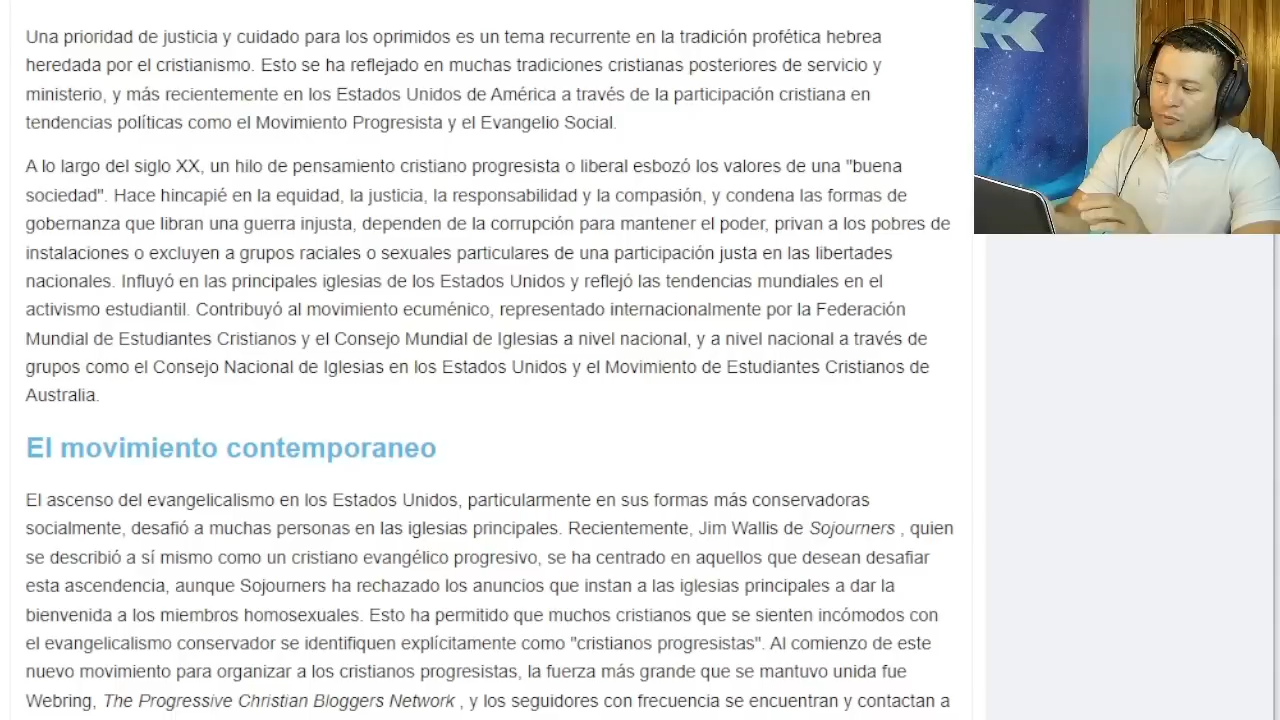 Una prioridad de justicia y cuidado para los oprimidos es un tema recurrente en la tradición profética hebrea
heredada por el cristianismo. Esto se ha reflejado en muchas tradiciones cristianas posteriores de servicio y
ministerio, y más recientemente en los Estados Unidos de América a través de la participación cristiana en
tendencias políticas como el Movimiento Progresista y el Evangelio Social.
A lo largo del siglo XX, un hilo de pensamiento cristiano progresista o liberal esbozó los valores de una "buena
sociedad". Hace hincapié en la equidad, la justicia, la responsabilidad y la compasión, y condena las formas de
gobernanza que libran una guerra injusta, dependen de la corrupción para mantener el poder, privan a los pobres de
instalaciones o excluyen a grupos raciales o sexuales particulares de una participación justa en las libertades
nacionales. Influyó en las principales iglesias de los Estados Unidos y reflejó las tendencias mundiales en el
activismo estudiantil. Contribuyó al movimiento ecuménico, representado internacionalmente por la Federación
Mundial de Estudiantes Cristianos y el Consejo Mundial de Iglesias a nivel nacional, y a nivel nacional a través de
grupos como el Consejo Nacional de Iglesias en los Estados Unidos y el Movimiento de Estudiantes Cristianos de
Australia.
El movimiento contemporaneo
El ascenso del evangelicalismo en los Estados Unidos, particularmente en sus formas más conservadoras
socialmente, desafió a muchas personas en las iglesias principales. Recientemente, Jim Wallis de Sojourners , quien
se describió a sí mismo como un cristiano evangélico progresivo, se ha centrado en aquellos que desean desafiar
esta ascendencia, aunque Sojourners ha rechazado los anuncios que instan a las iglesias principales a dar la
bienvenida a los miembros homosexuales. Esto ha permitido que muchos cristianos que se sienten incómodos con
el evangelicalismo conservador se identifiquen explícitamente como "cristianos progresistas". Al comienzo de este
nuevo movimiento para organizar a los cristianos progresistas, la fuerza más grande que se mantuvo unida fue
Webring, The Progressive Christian Bloggers Network , y los seguidores con frecuencia se encuentran y contactan a